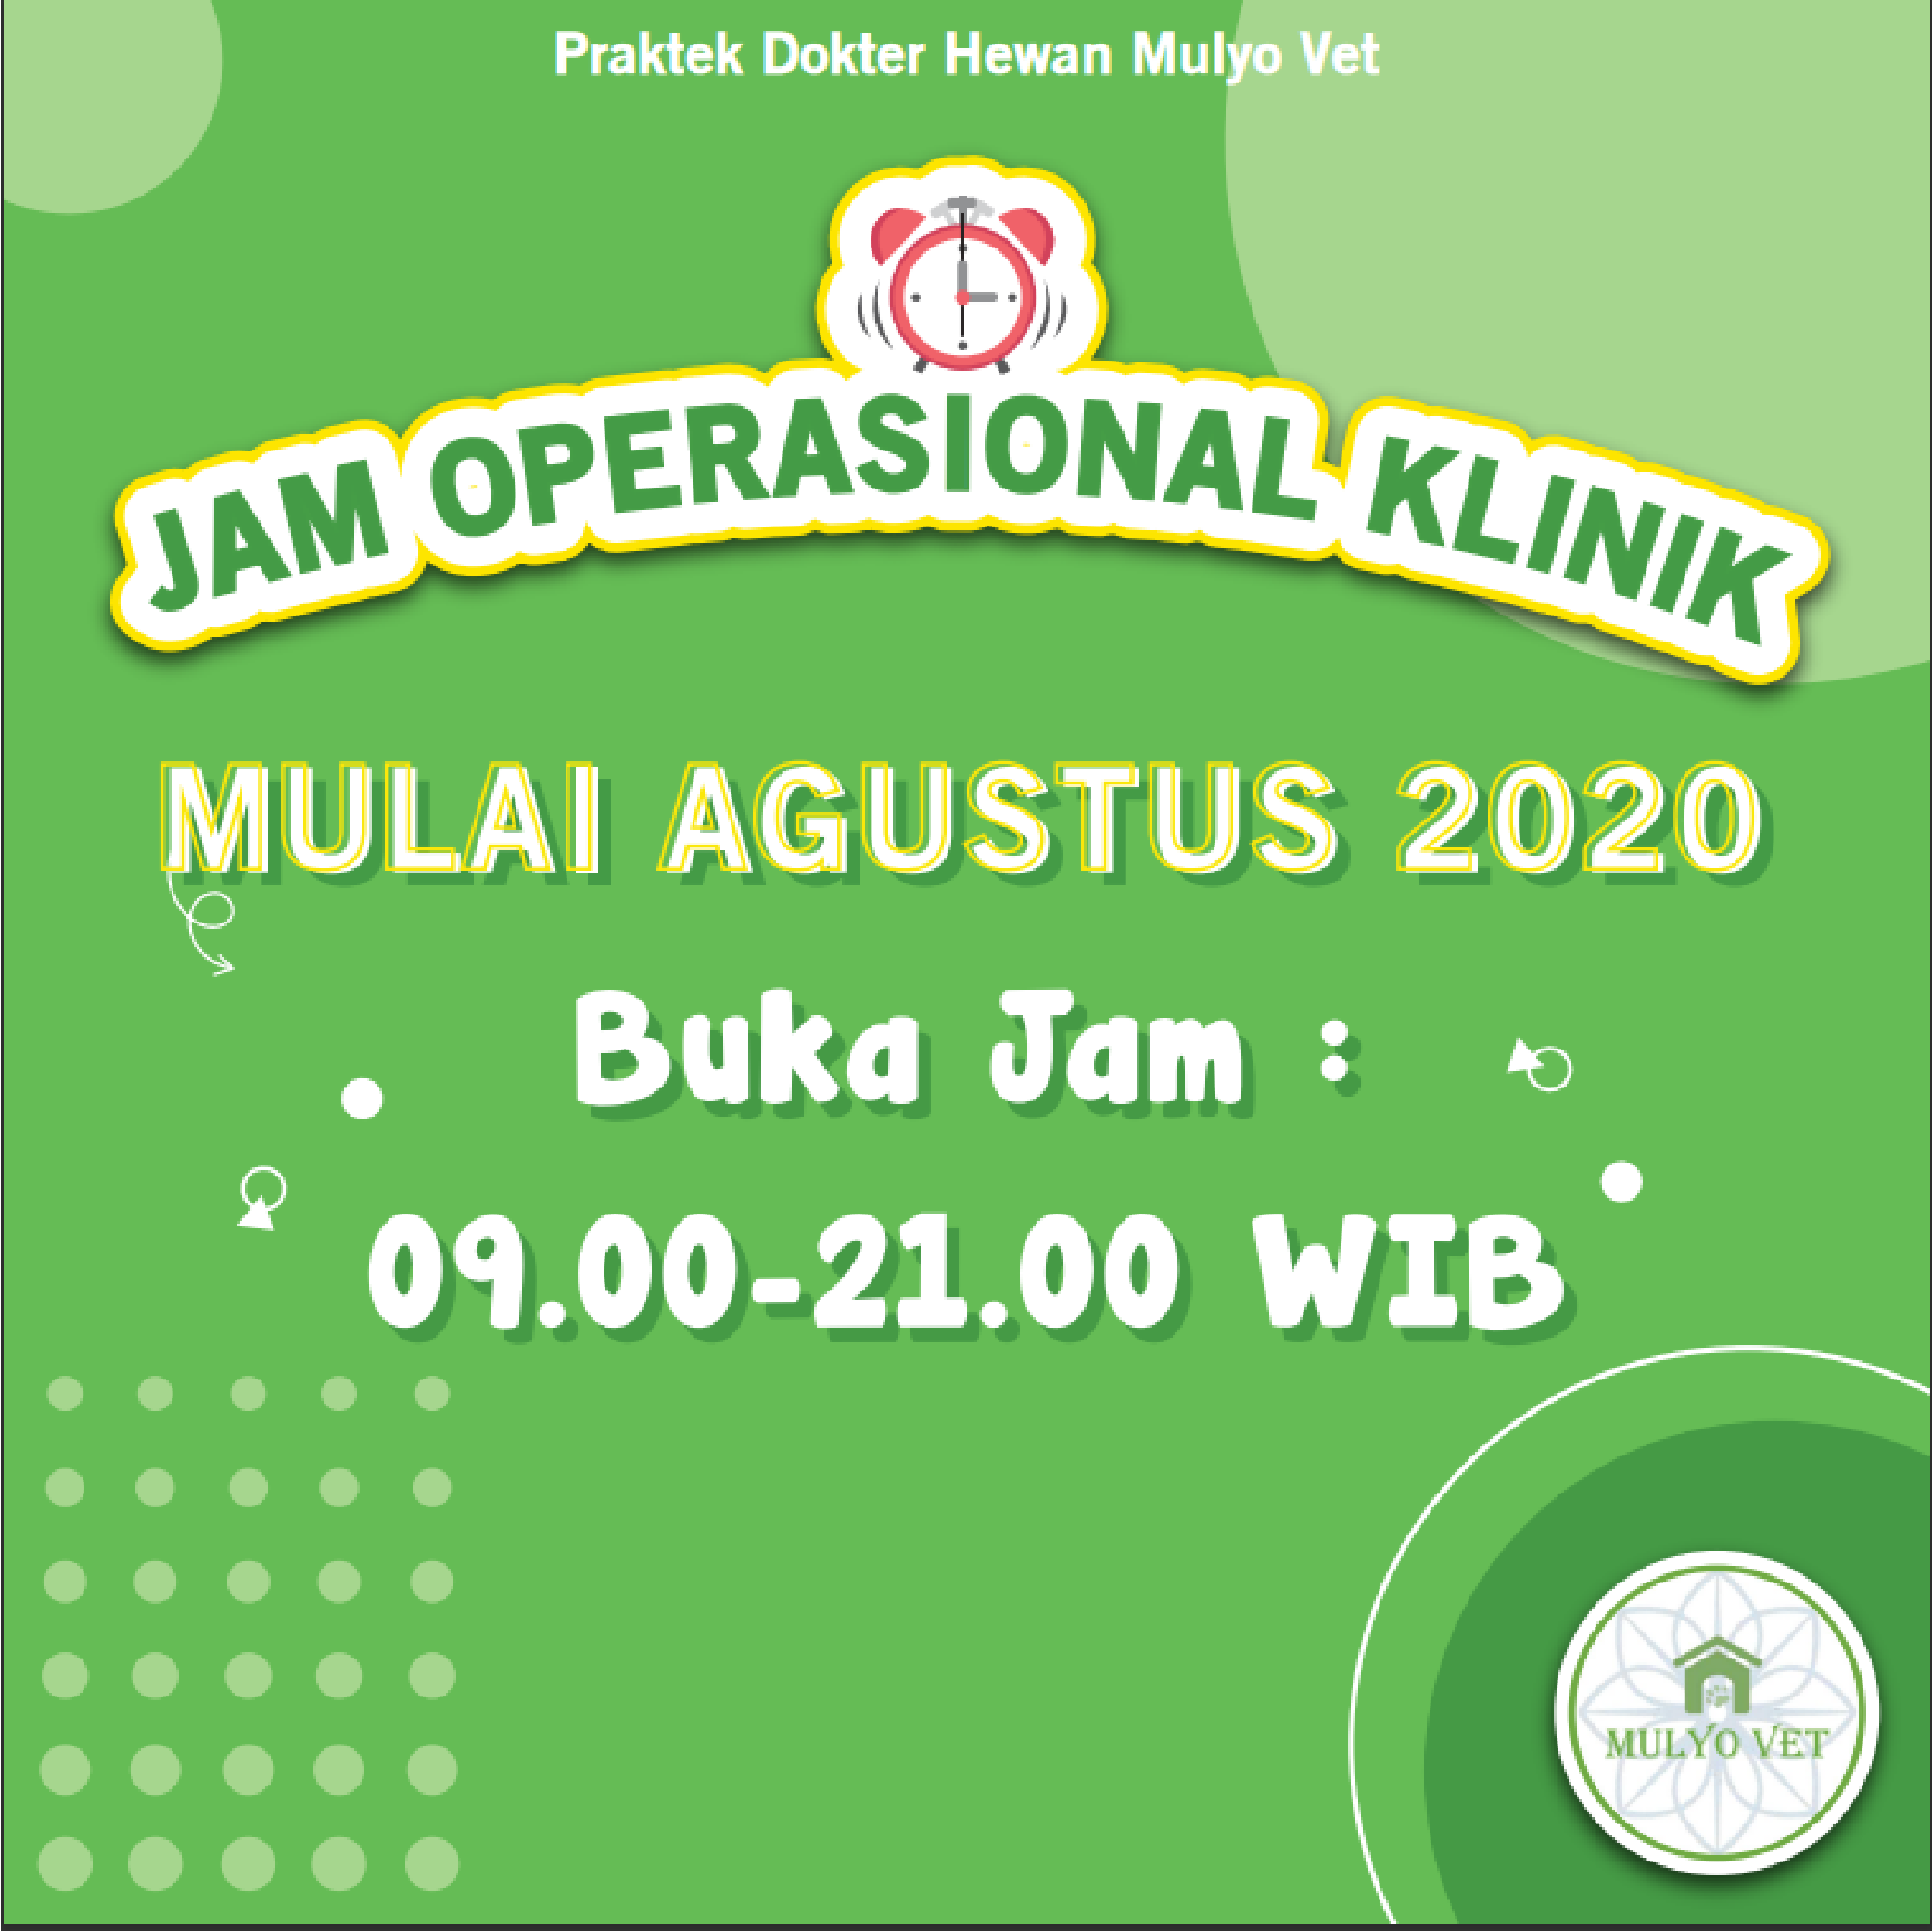 Praktek Dokter Hewan Mulyo Vet
JAM OPERASIONAL KLINIK
MULAI AGUSTUS 2020
Buka Jam :
09.00-21.00 WIB
MULYO VET